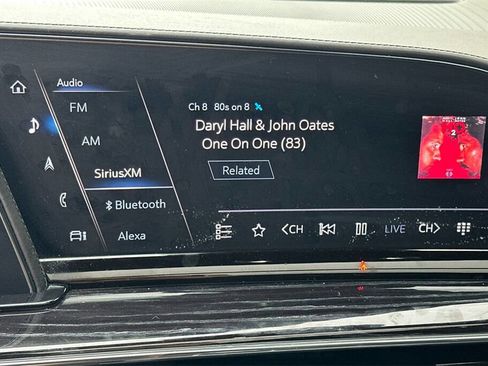 Audio
FM
AM
SiriusXM
Bluetooth
Alexa
Ch 8 80s on 8
Daryl Hall & John Oates
One On One (83)
Related
<CH
LIVE
CH>
2